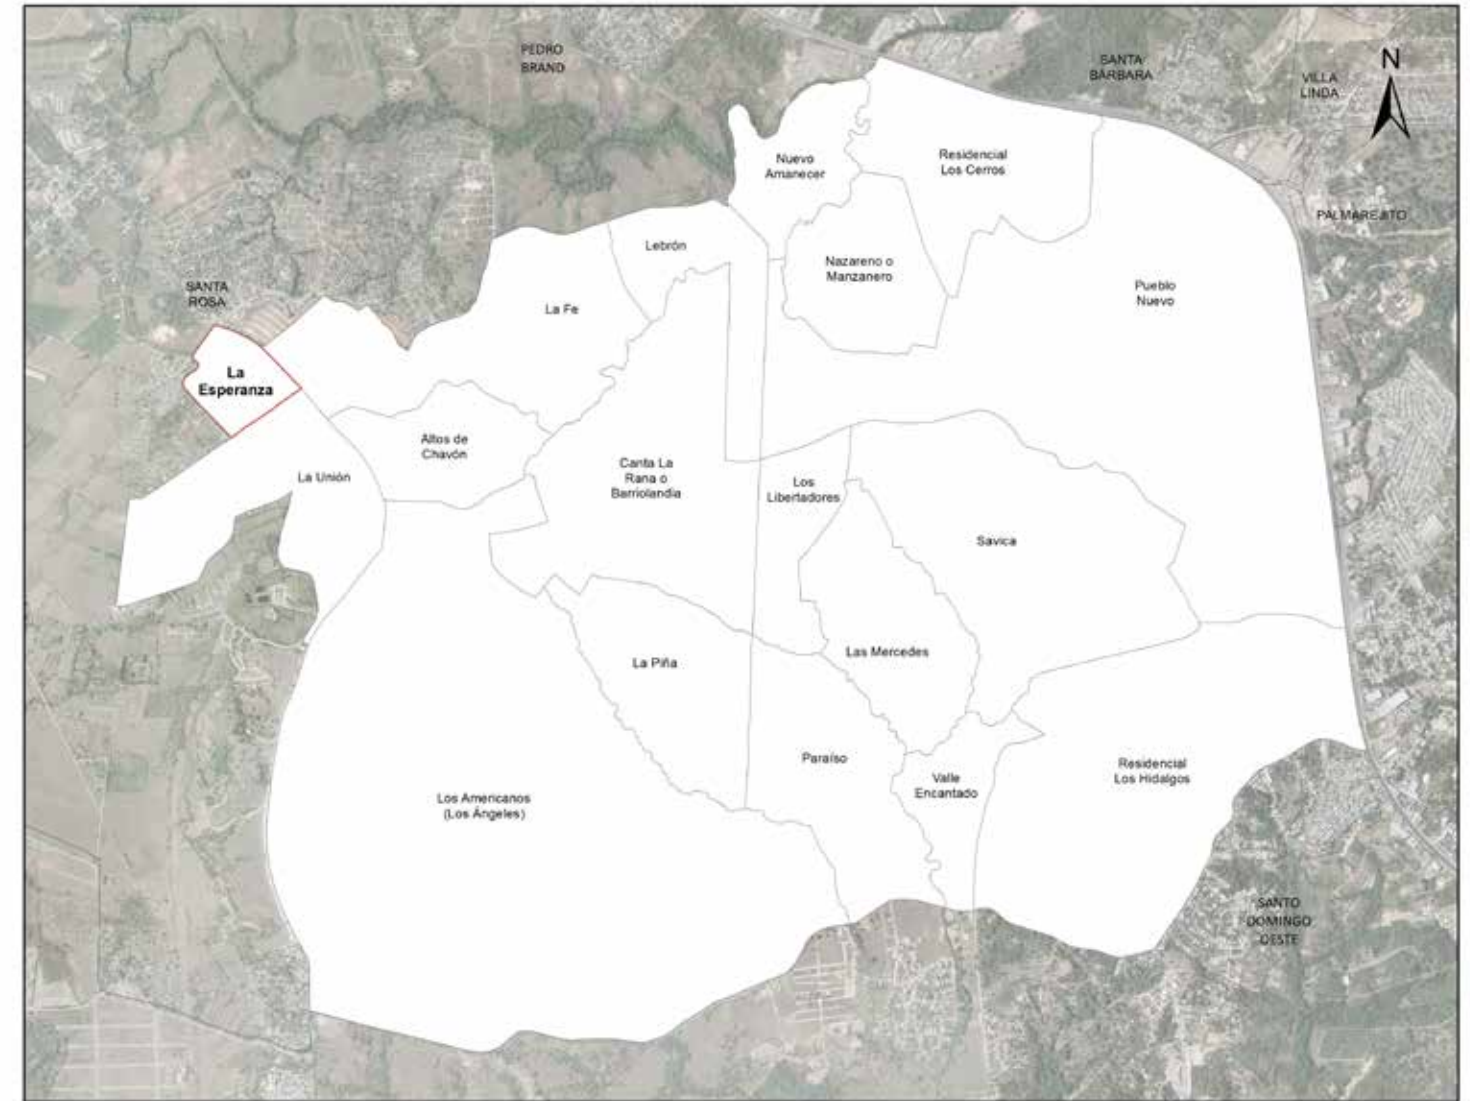 PEDRO
BRAND
SANTA
BÁRBARA
N
VILLA
LINDA
Nuevo
Amanecer
Residencial
Los Cerros
PALMAREJITO
Lebrón
Nazareno o
Manzanero
SANTA
ROSA
La Fe
Pueblo
Nuevo
La
Esperanza
Altos de
Chavón
La Unión
Canta La
Rana o
Barriolandia
Los
Libertadores
Savica
La Piña
Las Mercedes
Paraíso
Valle
Encantado
Residencial
Los Hidalgos
Los Americanos
(Los Ángeles)
SANTO
DOMINGO
OESTE